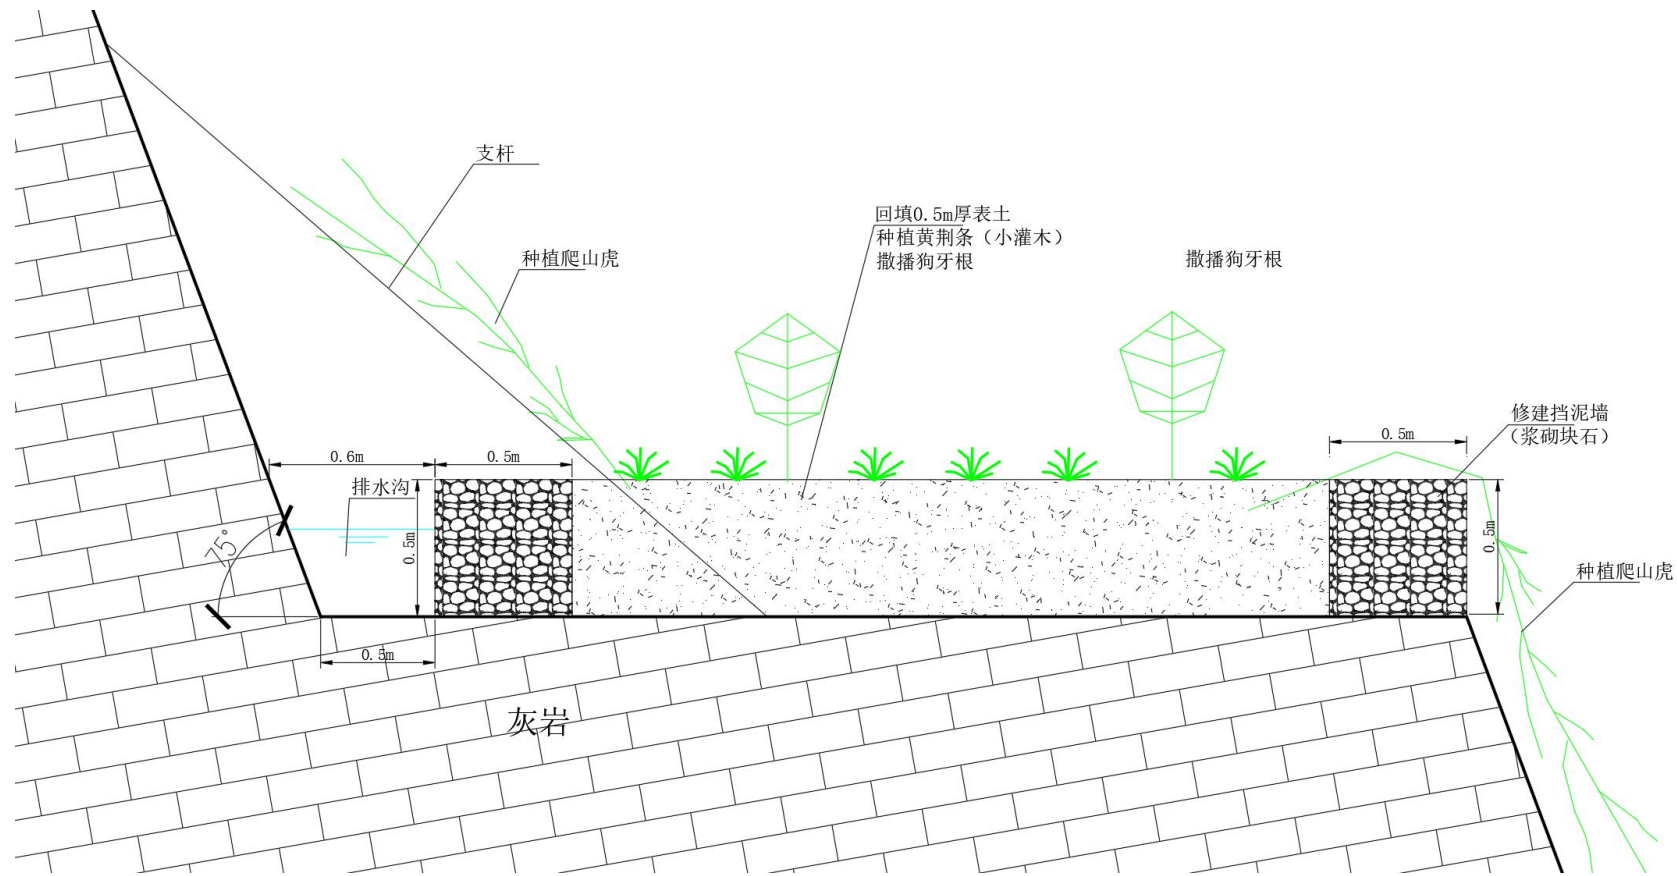 支杆
种植爬山虎
回填0.5m厚表土
种植黄荆条（小灌木）
撒播狗牙根
撒播狗牙根
修建挡泥墙
（浆砌块石）
0.5m
0.6m
0.5m
排水沟
0.5m
0.5m
75°
种植爬山虎
0.5m
灰岩